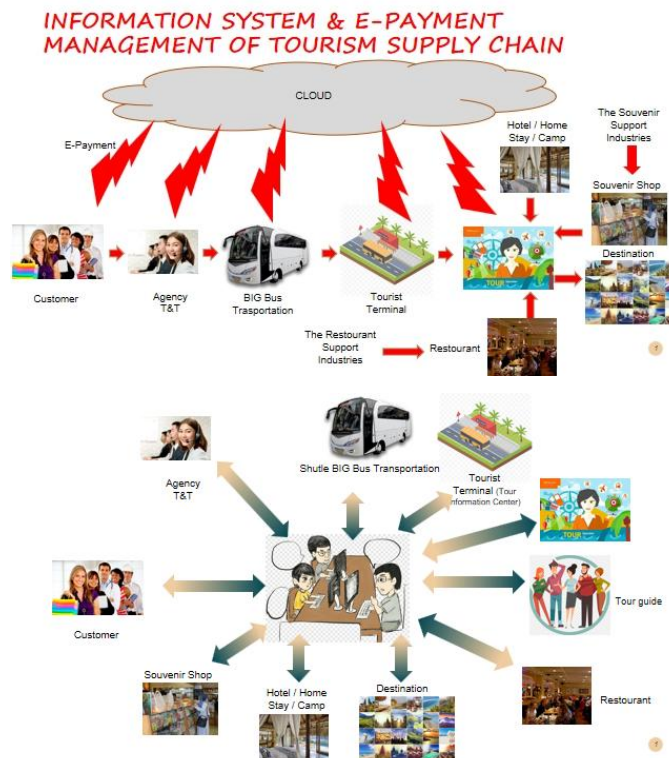 INFORMATION SYSTEM & E-PAYMENT
MANAGEMENT OF TOURISM SUPPLY CHAIN
CLOUD
E-Payment
Hotel / Home
Stay / Camp
The Souvenir
Support
Industries
Souvenir Shop
Customer
Agency
T&T
BIG Bus
Trasportation
Tourist
Terminal
TOUR
Destination
The Restourant
Support
Industries
Restourant
Agency
T&T
Shutle BIG Bus Transportation
Tourist
Terminal (Tour
Information Center)
TOUR
Customer
Tour guide
Souvenir Shop
Hotel / Home
Stay / Camp
Destination
Restourant